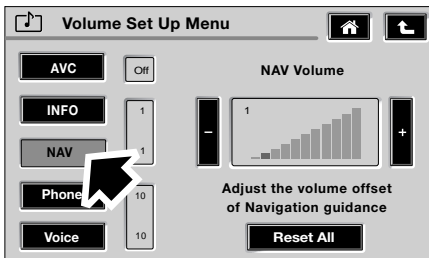 Volume Set Up Menu
AVC
Off
NAV Volume
INFO
1
1
NAV
1
-
+
Phone
10
Adjust the volume offset
of Navigation guidance
Voice
10
Reset All